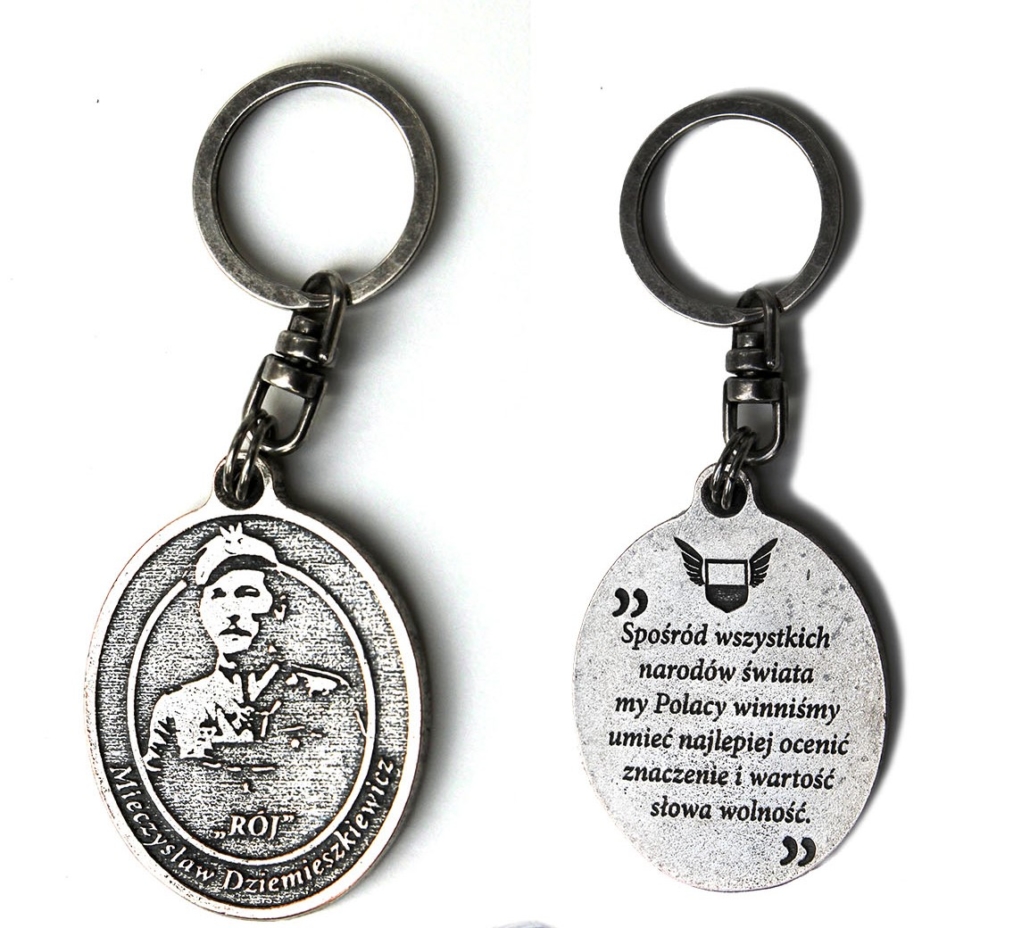 „RÓJ”
Mieczysław Dziemieszkiewicz
”
Spośród wszystkich
narodów świata
my Polacy winniśmy
umieć najlepiej ocenić
znaczenie i wartość
słowa wolność.
”